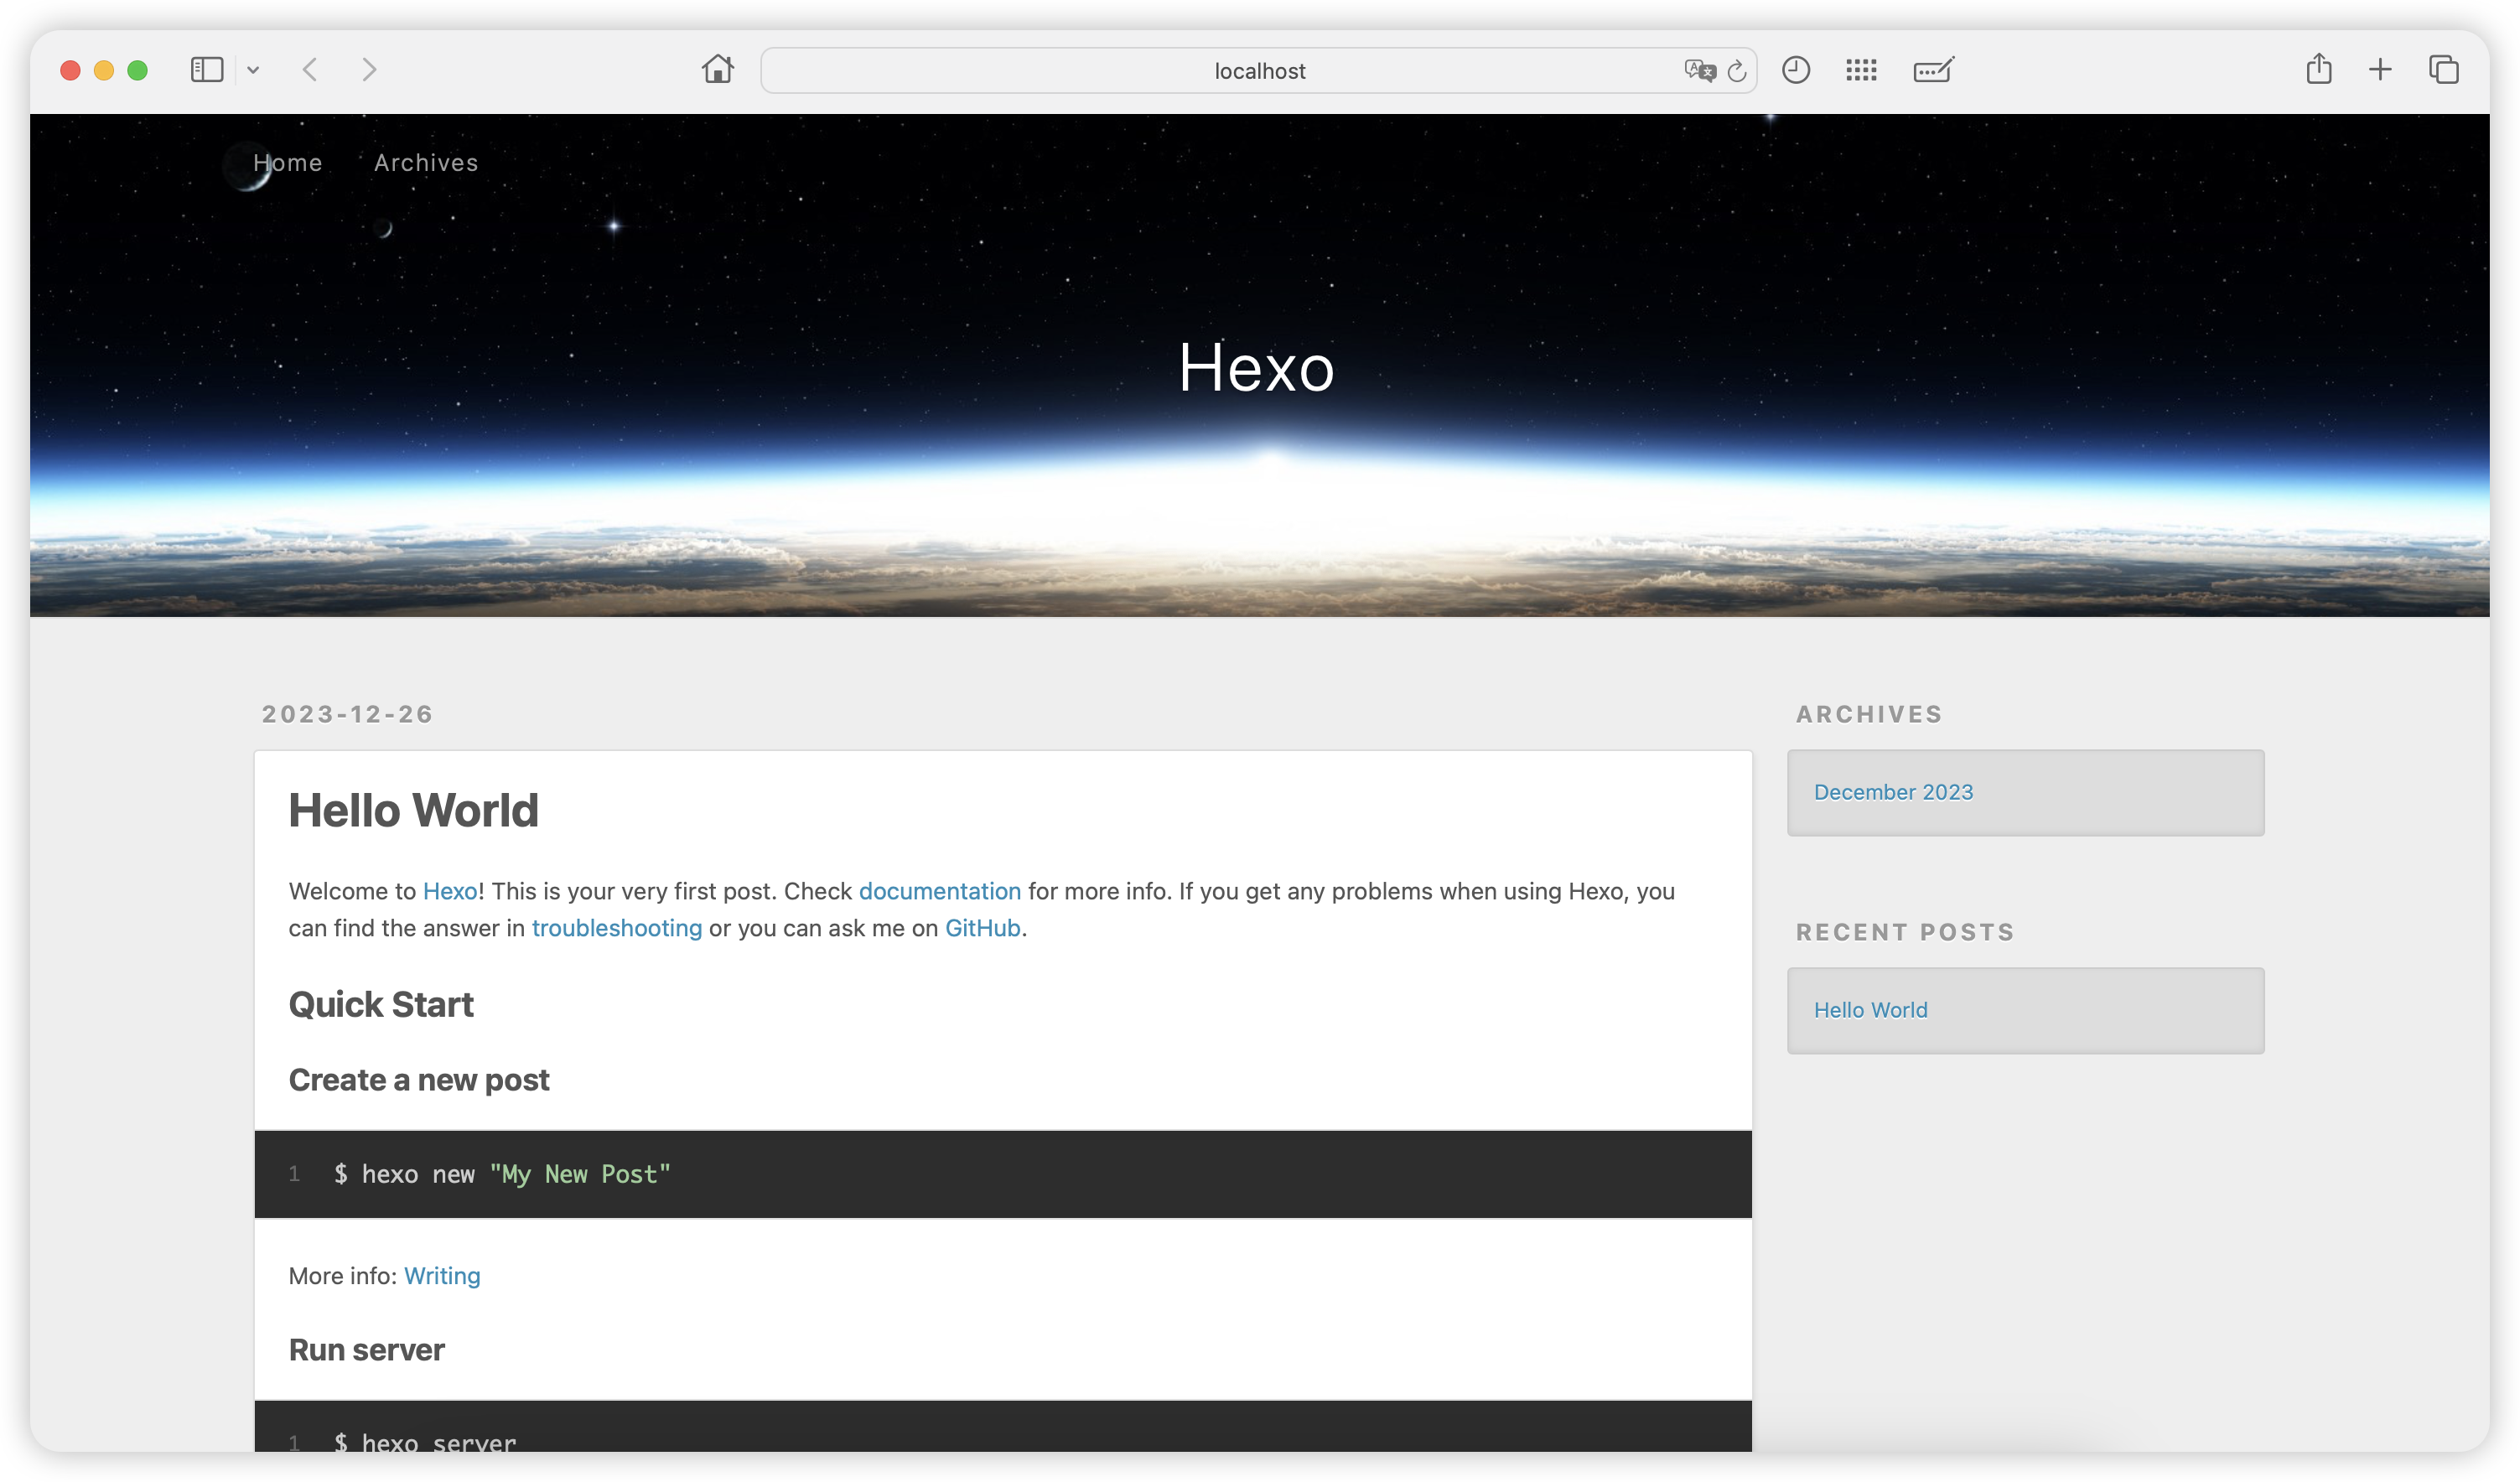 localhost
Home Archives
Hexo
2023-12-26
Hello World
Welcome to Hexo! This is your very first post. Check documentation for more info. If you get any problems when using Hexo, you
can find the answer in troubleshooting or you can ask me on GitHub.
Quick Start
Create a new post
1 $ hexo new "My New Post"
More info: Writing
Run server
1 $ hexo server
ARCHIVES
December 2023
RECENT POSTS
Hello World